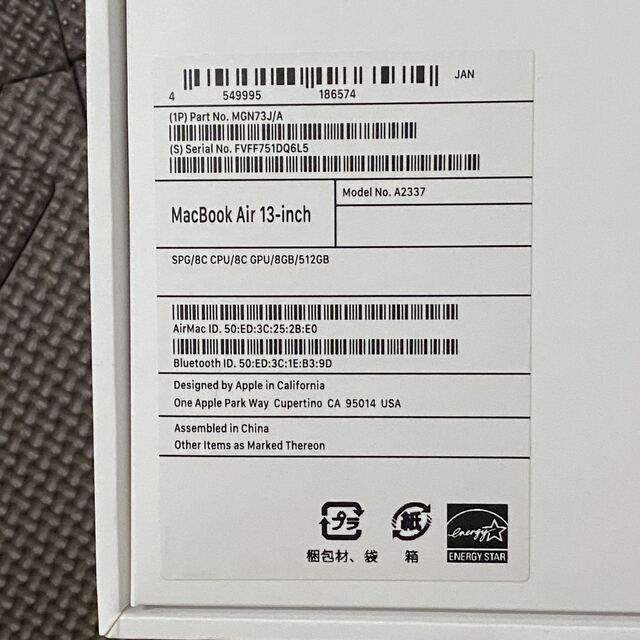 JAN
4 549995 186574
(1P) Part No. MGN73J/A
(S) Serial No. FVFF751DQ6L5
MacBook Air 13-inch
Model No. A2337
SPG/8C CPU/8C GPU/8GB/512GB
AirMac ID. 50:ED:3C:25:2B:E0
Bluetooth ID. 50:ED:3C:1E:B3:9D
Designed by Apple in California
One Apple Park Way Cupertino CA 95014 USA
Assembled in China
Other Items as Marked Thereon
プラ
紙
energy
梱包材、袋
箱
ENERGY STAR